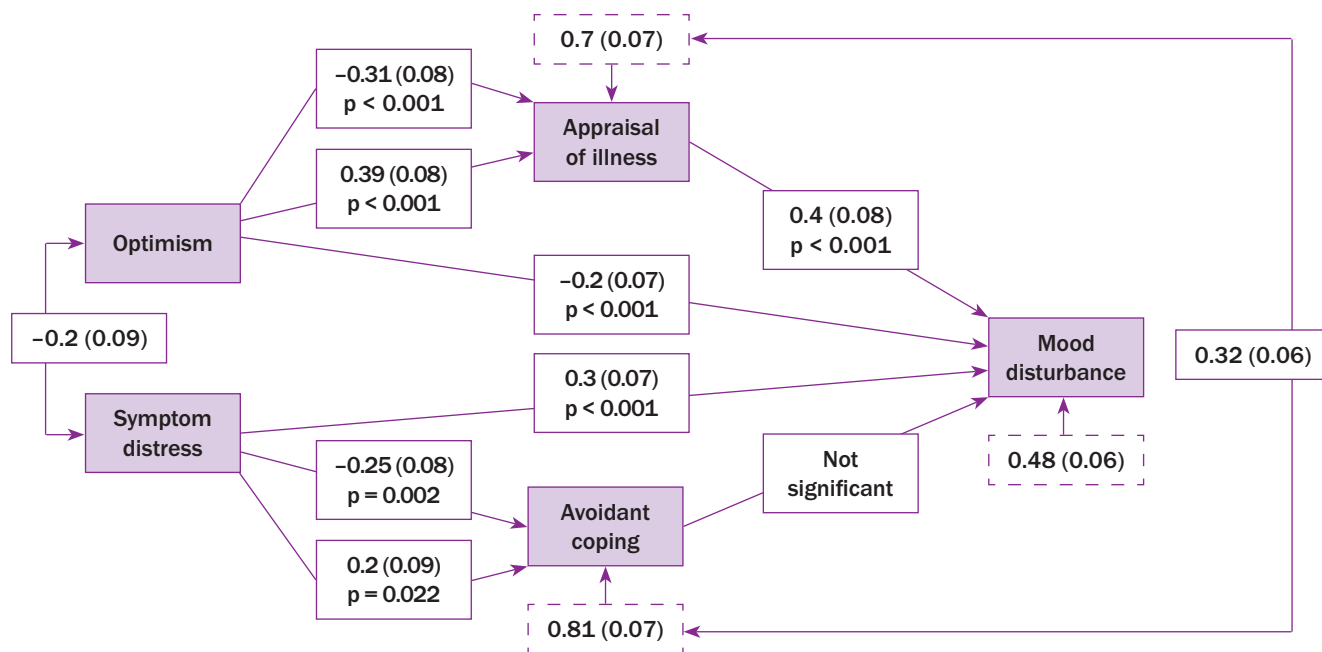 0.7 (0.07)
–0.31 (0.08)
p < 0.001
Appraisal
of illness
0.39 (0.08)
p < 0.001
0.4 (0.08)
p < 0.001
Optimism
–0.2 (0.07)
p < 0.001
–0.2 (0.09)
Mood
disturbance
0.32 (0.06)
0.3 (0.07)
p < 0.001
Symptom
distress
–0.25 (0.08)
p = 0.002
Not
significant
0.48 (0.06)
Avoidant
coping
0.2 (0.09)
p = 0.022
0.81 (0.07)